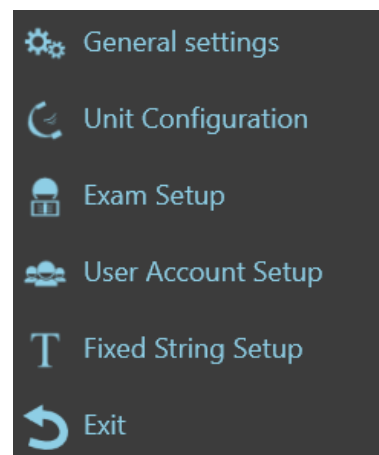 General settings
Unit Configuration
Exam Setup
User Account Setup
Fixed String Setup
Exit